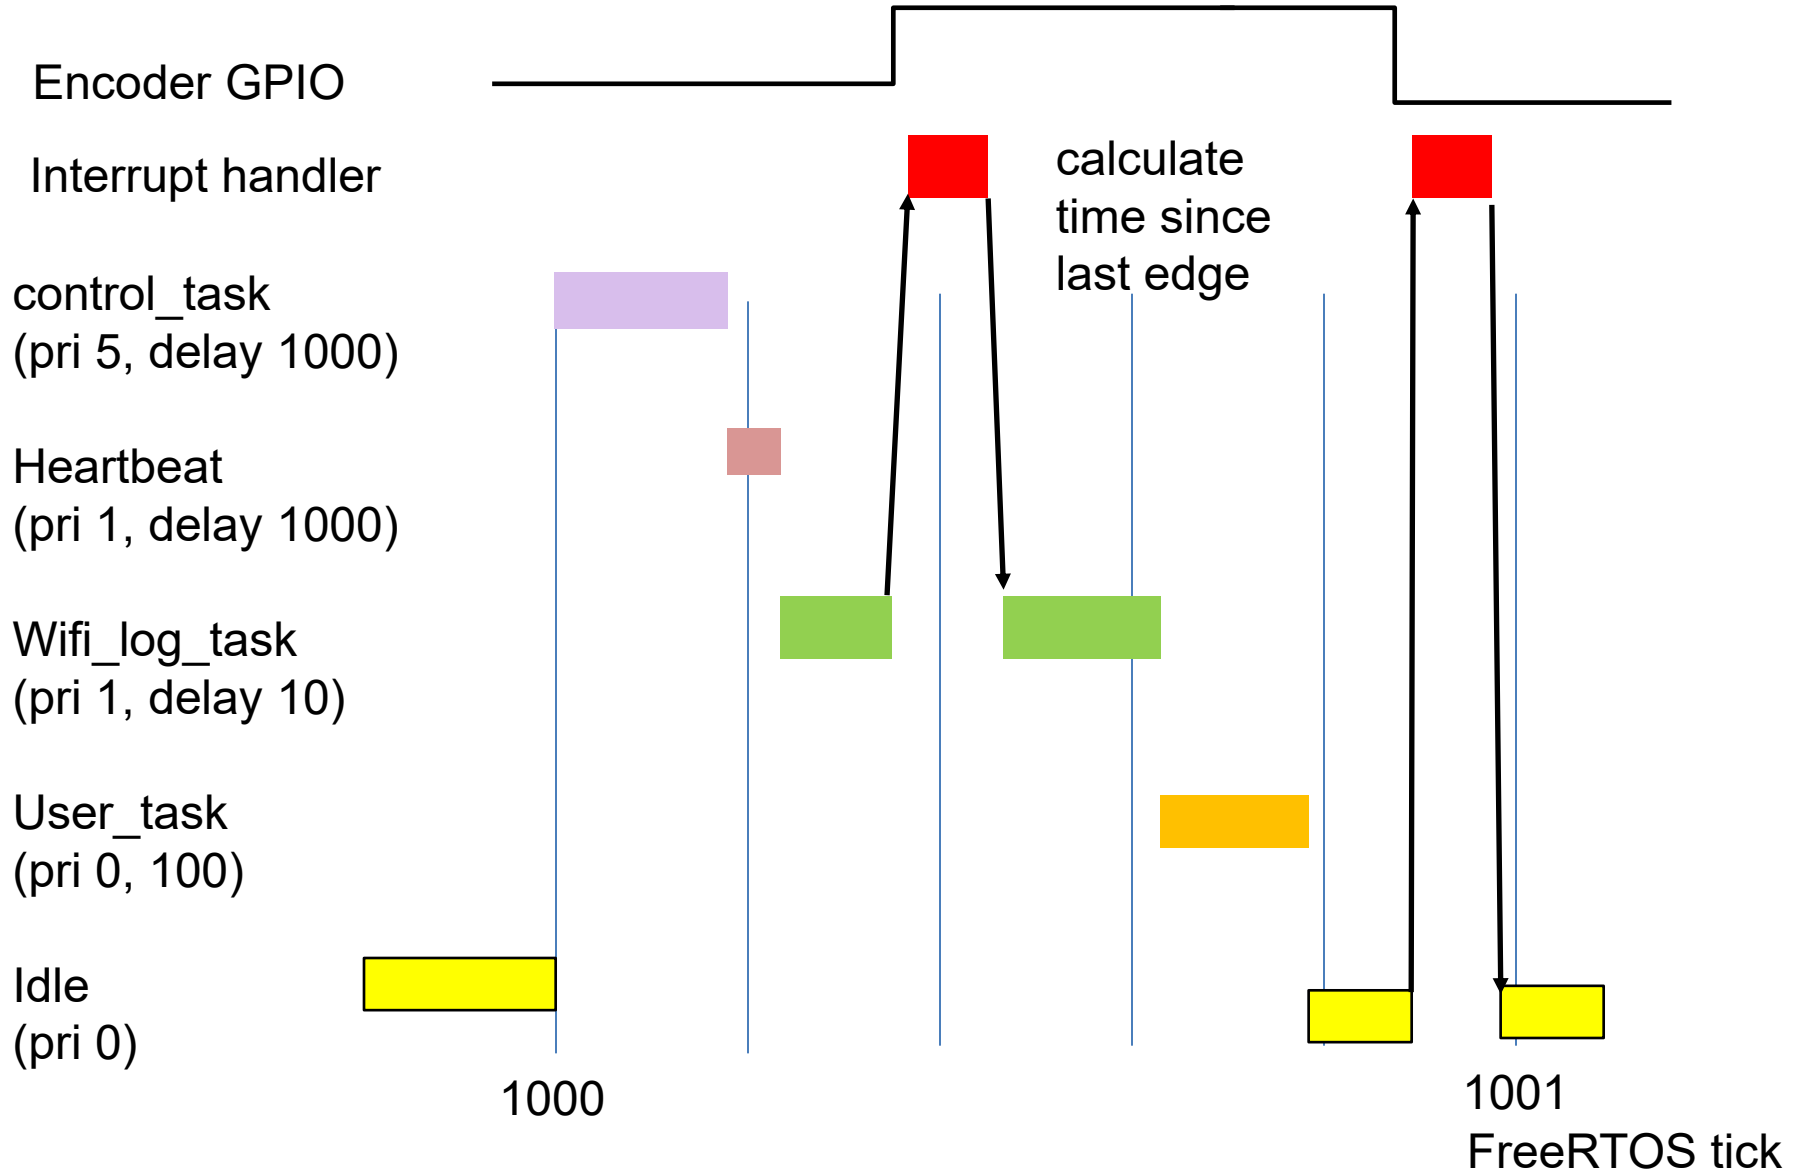 Encoder GPIO
Interrupt handler
calculate
time since
last edge
control_task
(pri 5, delay 1000)
Heartbeat
(pri 1, delay 1000)
Wifi_log_task
(pri 1, delay 10)
User_task
(pri 0, 100)
Idle
(pri 0)
1000
1001
FreeRTOS tick